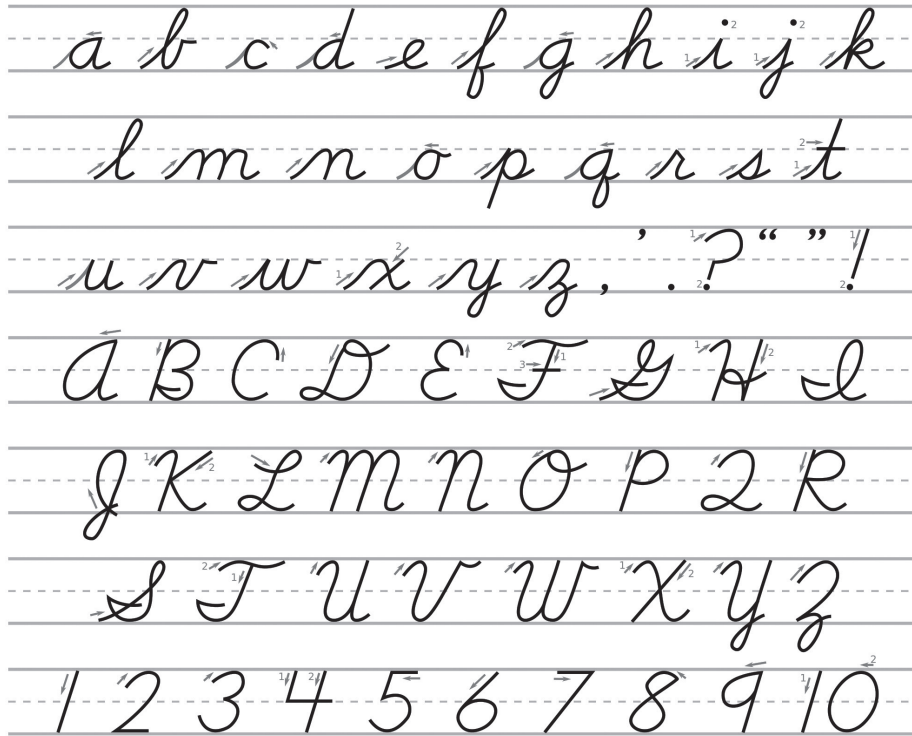 a b c d e f g h i j k
l m n o p q r s t
u v w x y z , ’ . ? “ ” !
A B C D E F G H I
J K L M N O P Q R
S T U V W X Y Z
1 2 3 4 5 6 7 8 9 10